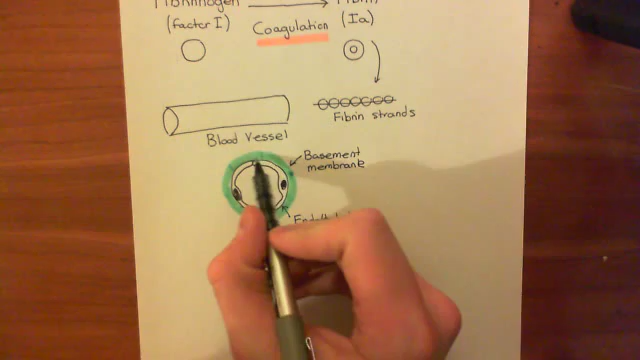 (factor I)
Coagulation
(Ia)
Fibrin strands
Blood Vessel
Basement
membrane